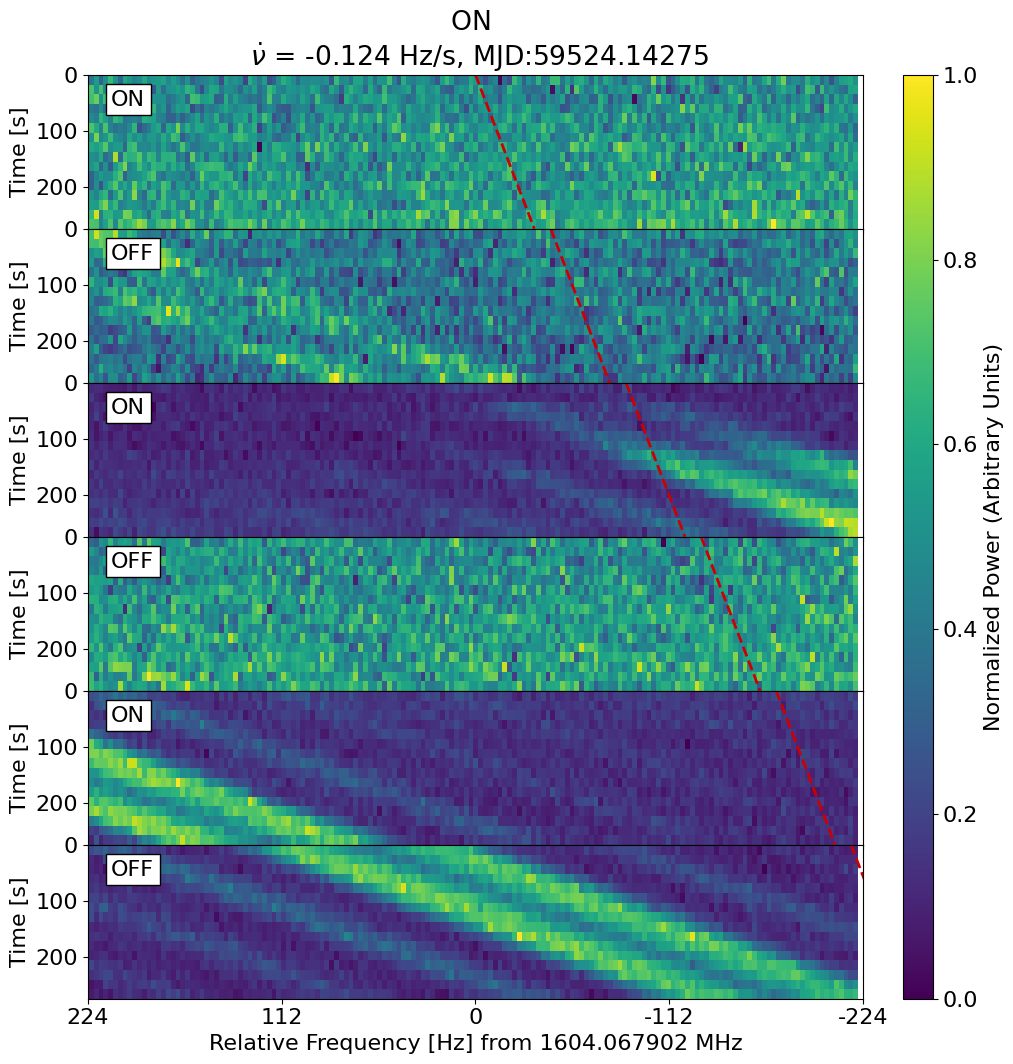 ON
ν̇ = -0.124 Hz/s, MJD:59524.14275
0
ON
100
200
Time [s]
0
OFF
100
200
Time [s]
0
ON
100
200
Time [s]
0
OFF
100
200
Time [s]
0
ON
100
200
Time [s]
0
OFF
100
200
Time [s]
224 112 0 -112 -224
Relative Frequency [Hz] from 1604.067902 MHz
1.0
0.8
0.6
0.4
0.2
0.0
Normalized Power (Arbitrary Units)